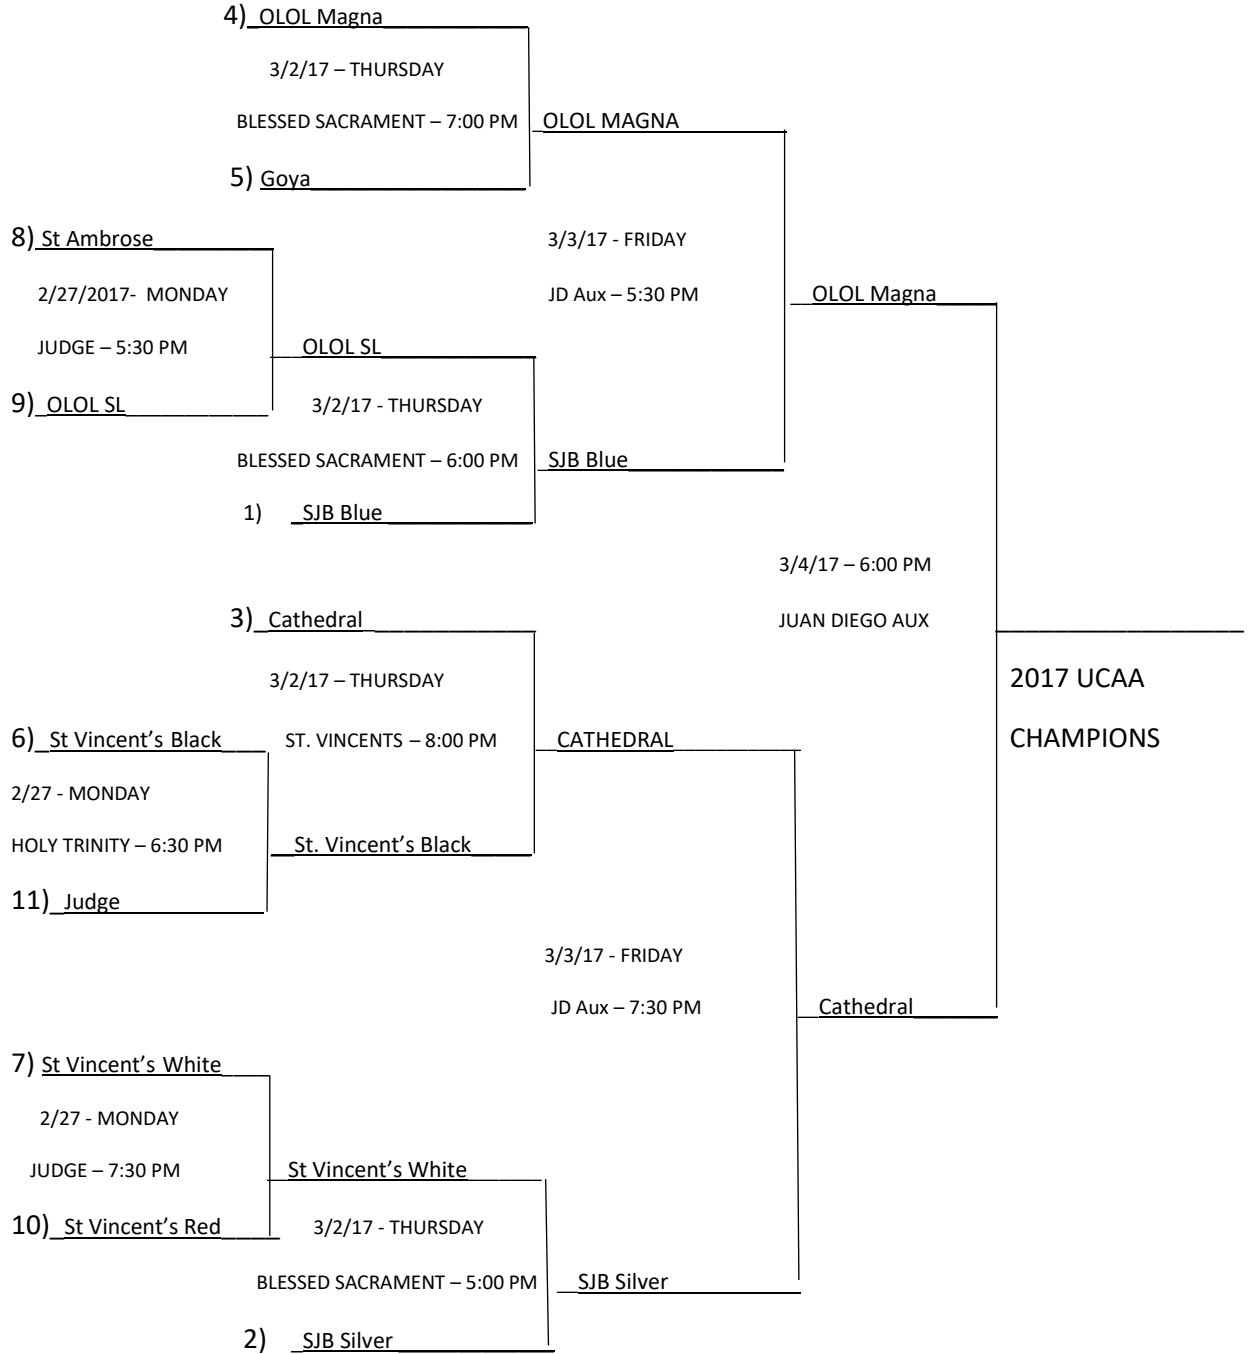 4) OLOL Magna
3/2/17 – THURSDAY
BLESSED SACRAMENT – 7:00 PM
OLOL MAGNA
5) Goya
8) St Ambrose
3/3/17 - FRIDAY
2/27/2017- MONDAY
JD Aux – 5:30 PM
OLOL Magna
JUDGE – 5:30 PM
OLOL SL
9) OLOL SL
3/2/17 - THURSDAY
BLESSED SACRAMENT – 6:00 PM
SJB Blue
1) SJB Blue
3/4/17 – 6:00 PM
3) Cathedral
JUAN DIEGO AUX
3/2/17 – THURSDAY
2017 UCAA
6) St Vincent's Black
ST. VINCENTS – 8:00 PM
CATHEDRAL
CHAMPIONS
2/27 - MONDAY
HOLY TRINITY – 6:30 PM
St. Vincent's Black
11) Judge
3/3/17 - FRIDAY
JD Aux – 7:30 PM
Cathedral
7) St Vincent's White
2/27 - MONDAY
JUDGE – 7:30 PM
St Vincent's White
10) St Vincent's Red
3/2/17 - THURSDAY
BLESSED SACRAMENT – 5:00 PM
SJB Silver
2) SJB Silver